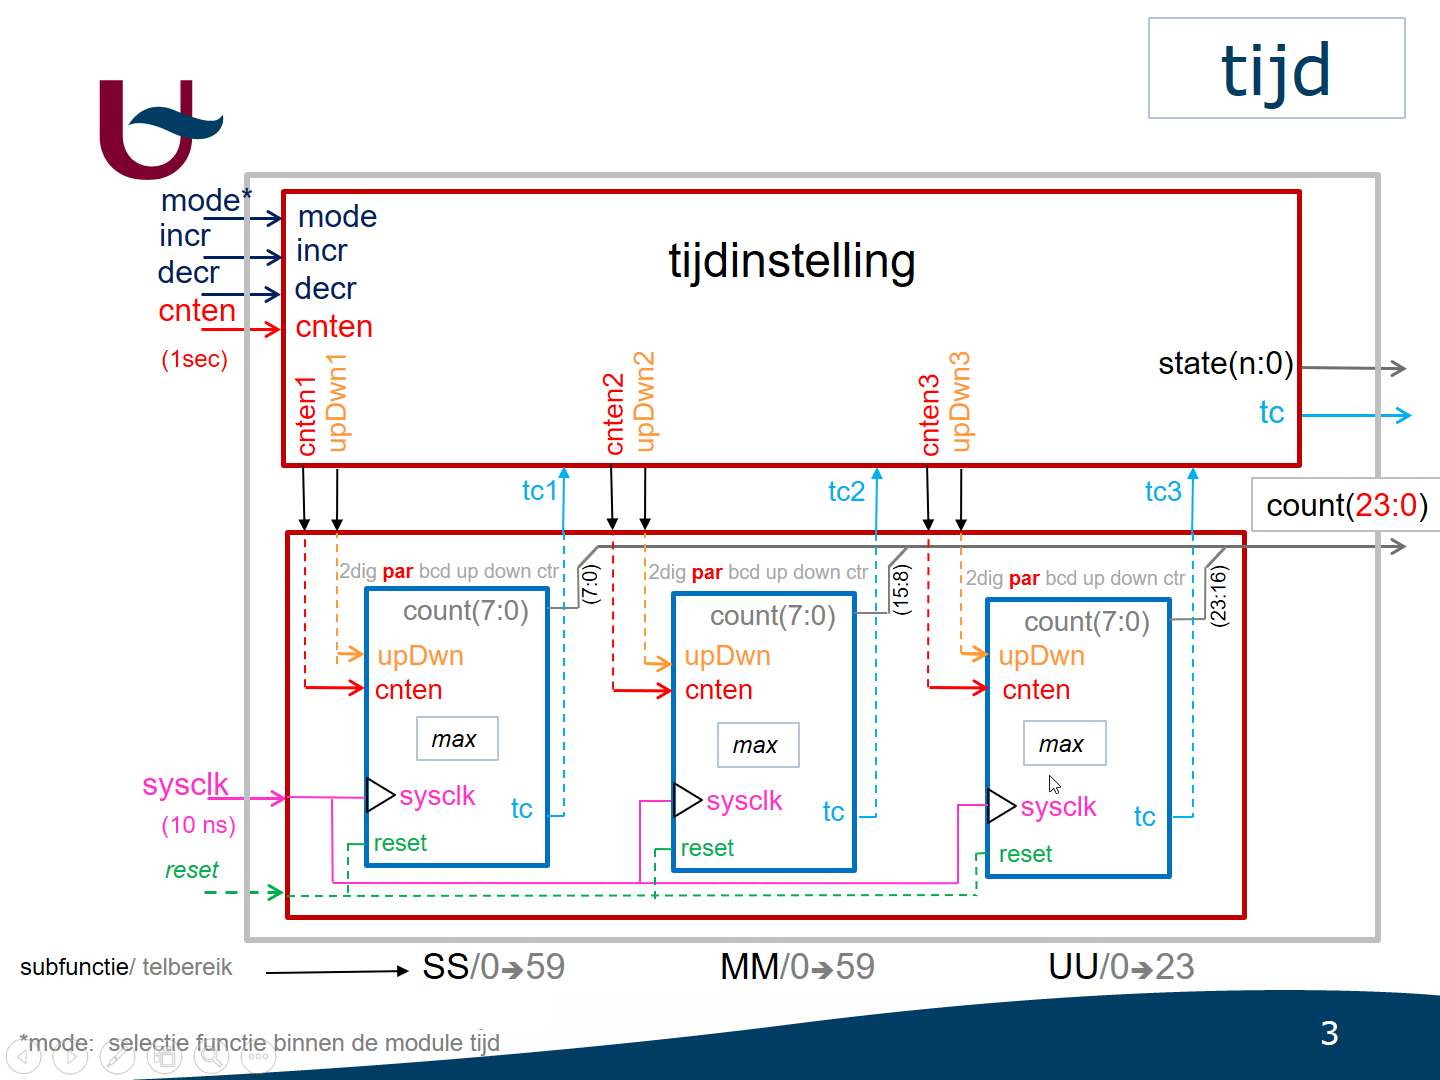 tijd
mode*
incr
decr
cnten
(1sec)
mode
incr
decr
cnten
tijdinstelling
cnten1
upDwn1
cnten2
upDwn2
cnten3
upDwn3
state(n:0)
tc
tc1
tc2
tc3
count(23:0)
2dig par bcd up down ctr
(7:0)
2dig par bcd up down ctr
(15:8)
2dig par bcd up down ctr
(23:16)
count(7:0)
upDwn
cnten
max
sysclk
tc
reset
count(7:0)
upDwn
cnten
max
sysclk
tc
reset
count(7:0)
upDwn
cnten
max
sysclk
tc
reset
sysclk
(10 ns)
reset
subfunctie/ telbereik
SS/0➔59
MM/0➔59
UU/0➔23
*mode: selectie functie binnen de module tijd
3